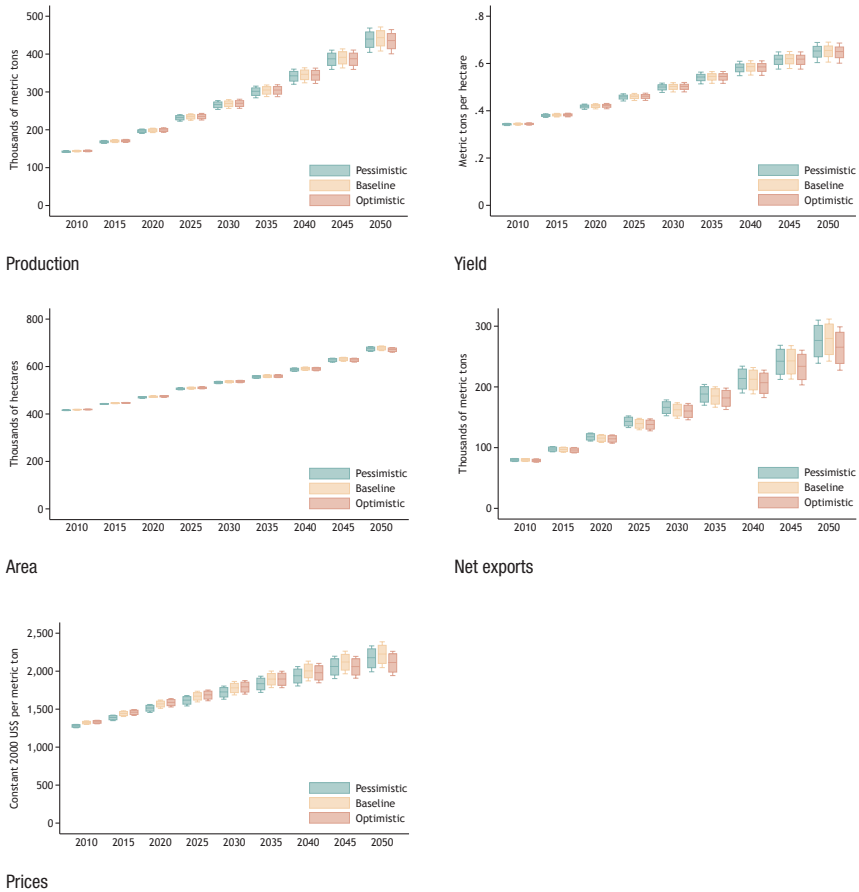 Thousands of metric tons
500
400
300
200
100
0
2010 2015 2020 2025 2030 2035 2040 2045 2050
Pessimistic
Baseline
Optimistic
Production
Metric tons per hectare
.8
.6
.4
.2
0
2010 2015 2020 2025 2030 2035 2040 2045 2050
Pessimistic
Baseline
Optimistic
Yield
Thousands of hectares
800
600
400
200
0
2010 2015 2020 2025 2030 2035 2040 2045 2050
Pessimistic
Baseline
Optimistic
Area
Thousands of metric tons
300
200
100
0
2010 2015 2020 2025 2030 2035 2040 2045 2050
Pessimistic
Baseline
Optimistic
Net exports
Constant 2000 US$ per metric ton
2,500
2,000
1,500
1,000
500
0
2010 2015 2020 2025 2030 2035 2040 2045 2050
Pessimistic
Baseline
Optimistic
Prices